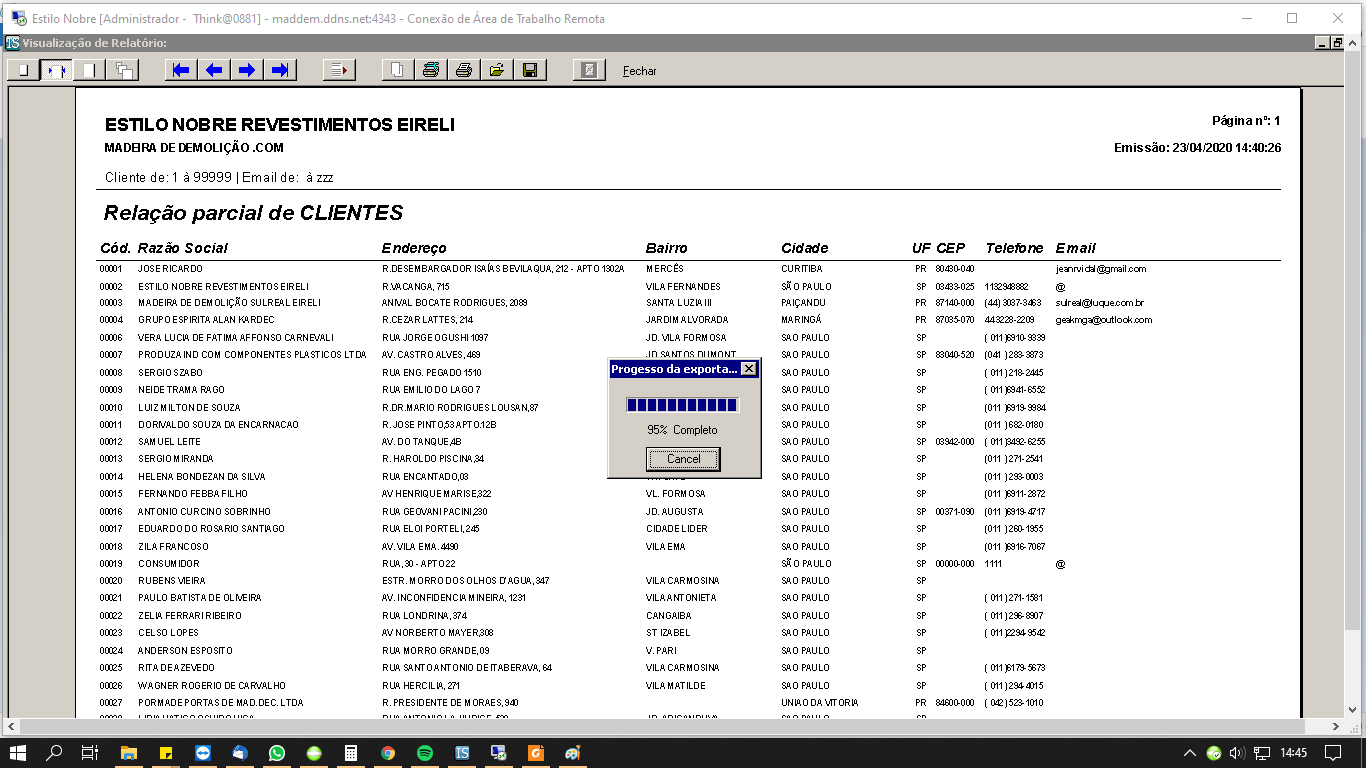 Estilo Nobre [Administrador - Think@0881] - maddem.ddns.net:4343 - Conexão de Área de Trabalho Remota
Visualização de Relatório:
Fechar
ESTILO NOBRE REVESTIMENTOS EIRELI
Página nº: 1
MADEIRA DE DEMOLIÇÃO .COM
Emissão: 23/04/2020 14:40:26
Cliente de: 1 à 99999 | Email de: à zzz
Relação parcial de CLIENTES
Cód. Razão Social Endereço Bairro Cidade UF CEP Telefone Email
00001 JOSE RICARDO R.DESEMBARGADOR ISAÍAS BEVILAQUA, 212 - APTO 1302A MERCÊS CURITIBA PR 80430-040 jeanrvidal@gmail.com
00002 ESTILO NOBRE REVESTIMENTOS EIRELI R.VACANGA, 715 VILA FERNANDES SÃO PAULO SP 03433-025 1132948882 @
00003 MADEIRA DE DEMOLIÇÃO SULREAL EIRELI ANIVAL BOCATE RODRIGUES, 2089 SANTA LUZIA III PAIÇANDU PR 87140-000 (44) 3037-3463 sulreal@luque.com.br
00004 GRUPO ESPIRITA ALAN KARDEC R.CEZAR LATTES, 214 JARDIM ALVORADA MARINGÁ PR 87035-070 443228-2209 geakmga@outlook.com
00006 VERA LUCIA DE FATIMA AFFONSO CARNEVALI RUA JORGE OGUSHI 1097 JD. VILA FORMOSA SAO PAULO SP ( 011)6910-9339
00007 PRODUZA IND COM COMPONENTES PLASTICOS LTDA AV. CASTRO ALVES, 469 JD SANTOS DUMONT SAO PAULO SP 83040-520 (041 ) 283-3873
00008 SERGIO SZABO RUA ENG. PEGADO 1510 SAO PAULO SP ( 011 ) 218-2445
00009 NEIDE TRAMA RAGO RUA EMILIO DO LAGO 7 SAO PAULO SP ( 011)6941-6552
00010 LUIZ MILTON DE SOUZA R.DR.MARIO RODRIGUES LOUSAN,87 SAO PAULO SP (011 )6919-9984
00011 DORIVALDO SOUZA DA ENCARNACAO R. JOSE PINTO,53 APTO.12B SAO PAULO SP (011 ) 682-0180
00012 SAMUEL LEITE AV. DO TANQUE,4B SAO PAULO SP 03942-000 ( 011)8492-6255
00013 SERGIO MIRANDA R. HAROLDO PISCINA,34 SAO PAULO SP (011 ) 271-2541
00014 HELENA BONDEZAN DA SILVA RUA ENCANTADO,03 SAO PAULO SP (011 ) 293-0003
00015 FERNANDO FEBBA FILHO AV HENRIQUE MARISE,322 VL. FORMOSA SAO PAULO SP (011 )6911-2872
00016 ANTONIO CURCINO SOBRINHO RUA GEOVANI PACINI,230 JD. AUGUSTA SAO PAULO SP 00371-090 (011 )6919-4717
00017 EDUARDO DO ROSARIO SANTIAGO RUA ELOI PORTELI, 245 CIDADE LIDER SAO PAULO SP (011 ) 260-1955
00018 ZILA FRANCOSO AV. VILA EMA. 4490 VILA EMA SAO PAULO SP (011 )6916-7067
00019 CONSUMIDOR RUA, 30 - APTO 22 SÃO PAULO SP 00000-000 1111 @
00020 RUBENS VIEIRA ESTR. MORRO DOS OLHOS D'AGUA, 347 VILA CARMOSINA SAO PAULO SP
00021 PAULO BATISTA DE OLIVEIRA AV. INCONFIDENCIA MINEIRA, 1231 VILA ANTONIETA SAO PAULO SP ( 011 ) 271-1581
00022 ZELIA FERRARI RIBEIRO RUA LONDRINA, 374 CANGAIBA SAO PAULO SP ( 011 ) 296-8907
00023 CELSO LOPES AV NORBERTO MAYER,308 ST IZABEL SAO PAULO SP ( 011)2294-9542
00024 ANDERSON ESPOSITO RUA MORRO GRANDE, 09 V. PARI SAO PAULO SP
00025 RITA DE AZEVEDO RUA SANTO ANTONIO DE ITABERAVA, 64 VILA CARMOSINA SAO PAULO SP ( 011)6179-5673
00026 WAGNER ROGERIO DE CARVALHO RUA HERCILIA, 271 VILA MATILDE SAO PAULO SP ( 011 ) 294-4015
00027 PORMADE PORTAS DE MAD.DEC. LTDA R. PRESIDENTE DE MORAES, 940 UNIAO DA VITORIA PR 84600-000 ( 042 ) 523-1010
Progresso da exporta...
95% Completo
Cancel
14:45